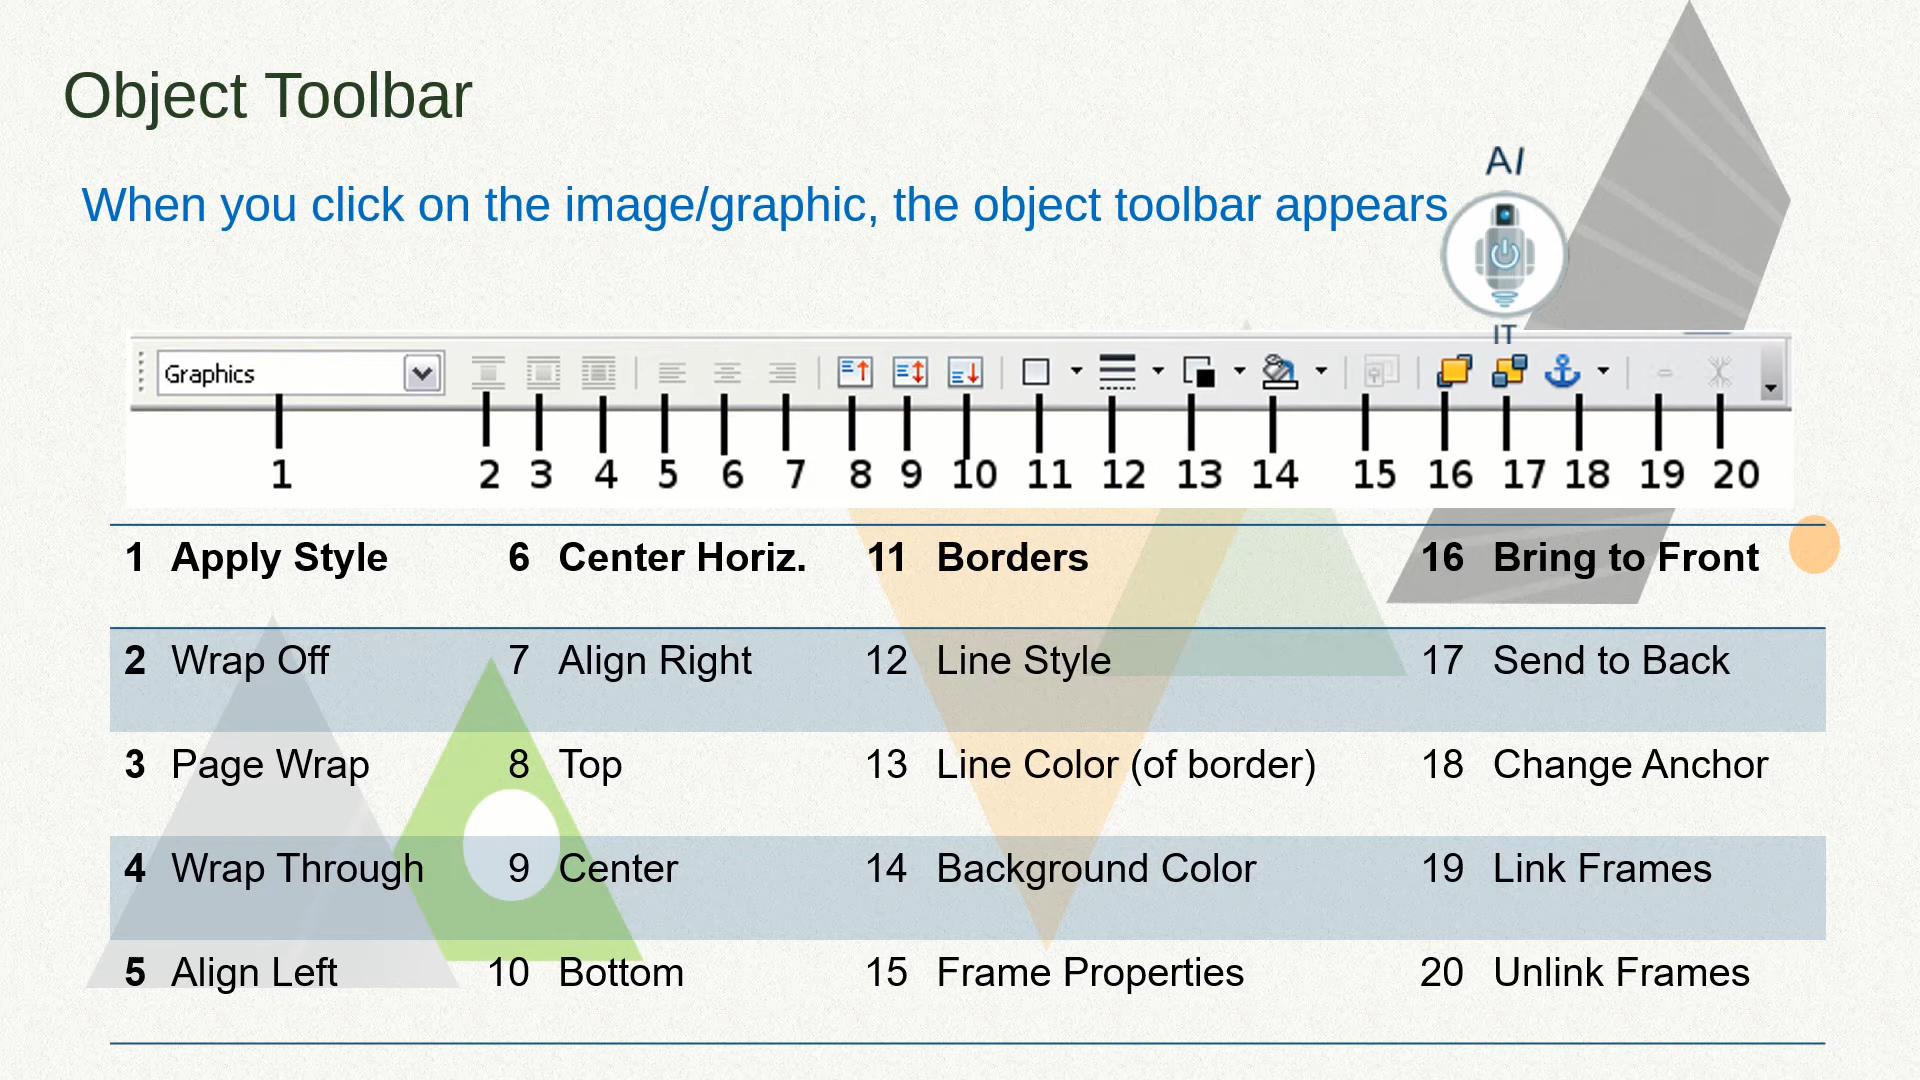 Object Toolbar
When you click on the image/graphic, the object toolbar appears
AI
IT
Graphics
1 2 3 4 5 6 7 8 9 10 11 12 13 14 15 16 17 18 19 20
1 Apply Style 6 Center Horiz. 11 Borders 16 Bring to Front
2 Wrap Off 7 Align Right 12 Line Style 17 Send to Back
3 Page Wrap 8 Top 13 Line Color (of border) 18 Change Anchor
4 Wrap Through 9 Center 14 Background Color 19 Link Frames
5 Align Left 10 Bottom 15 Frame Properties 20 Unlink Frames